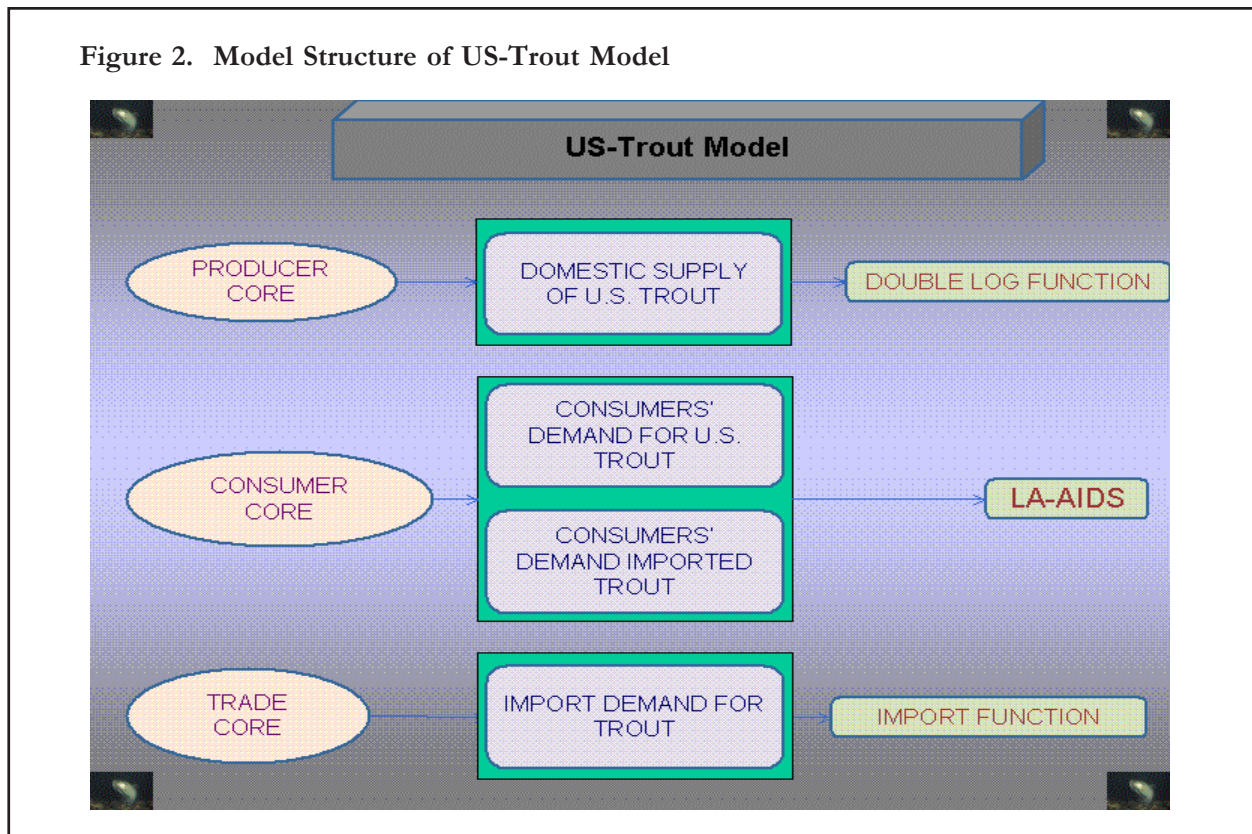 Figure 2. Model Structure of US-Trout Model
US-Trout Model
PRODUCER
CORE
DOMESTIC SUPPLY
OF U.S. TROUT
DOUBLE LOG FUNCTION
CONSUMER
CORE
CONSUMERS'
DEMAND FOR U.S.
TROUT
CONSUMERS'
DEMAND IMPORTED
TROUT
LA-AIDS
TRADE
CORE
IMPORT DEMAND FOR
TROUT
IMPORT FUNCTION